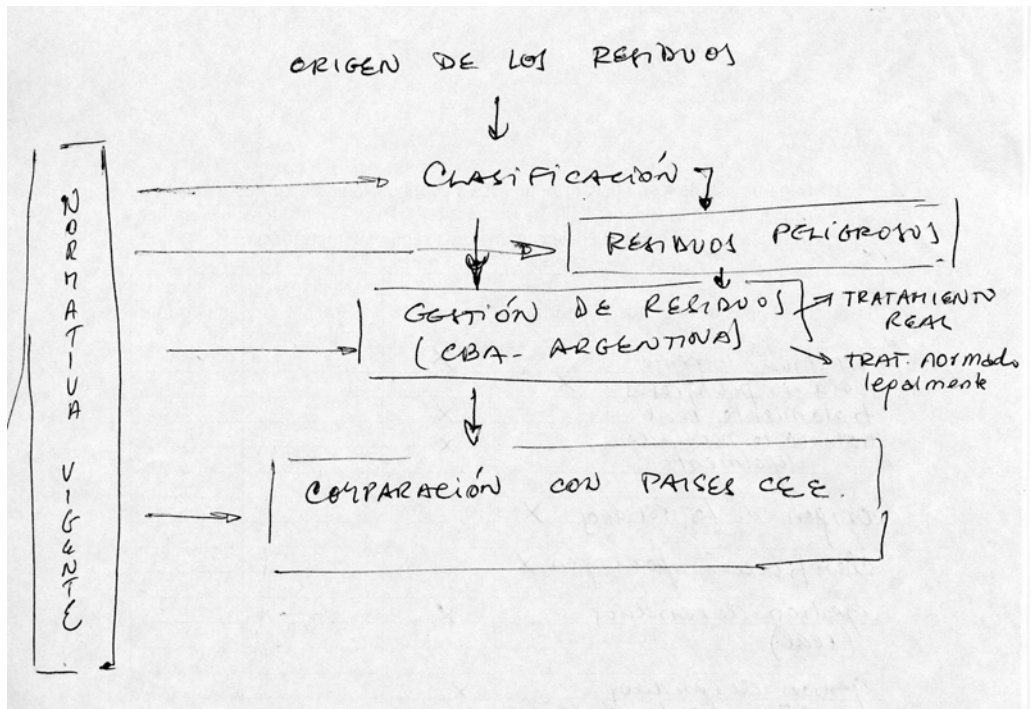 ORIGEN DE LOS RESIDUOS
CLASIFICACIÓN
RESIDUOS PELIGROSOS
GESTIÓN DE RESIDUOS
(CBA- ARGENTINA)
TRATAMIENTO
REAL
TRAT. normado
legalmente
COMPARACIÓN CON PAISES CEE.
NORMATIVA VIGENTE